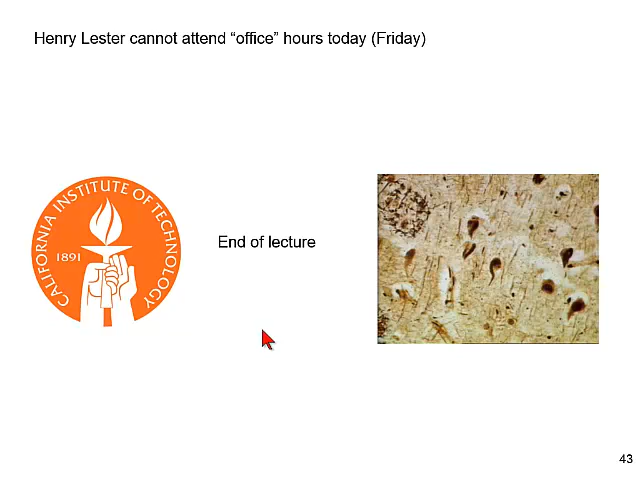 Henry Lester cannot attend “office” hours today (Friday)
CALIFORNIA INSTITUTE OF TECHNOLOGY
1891
End of lecture
43